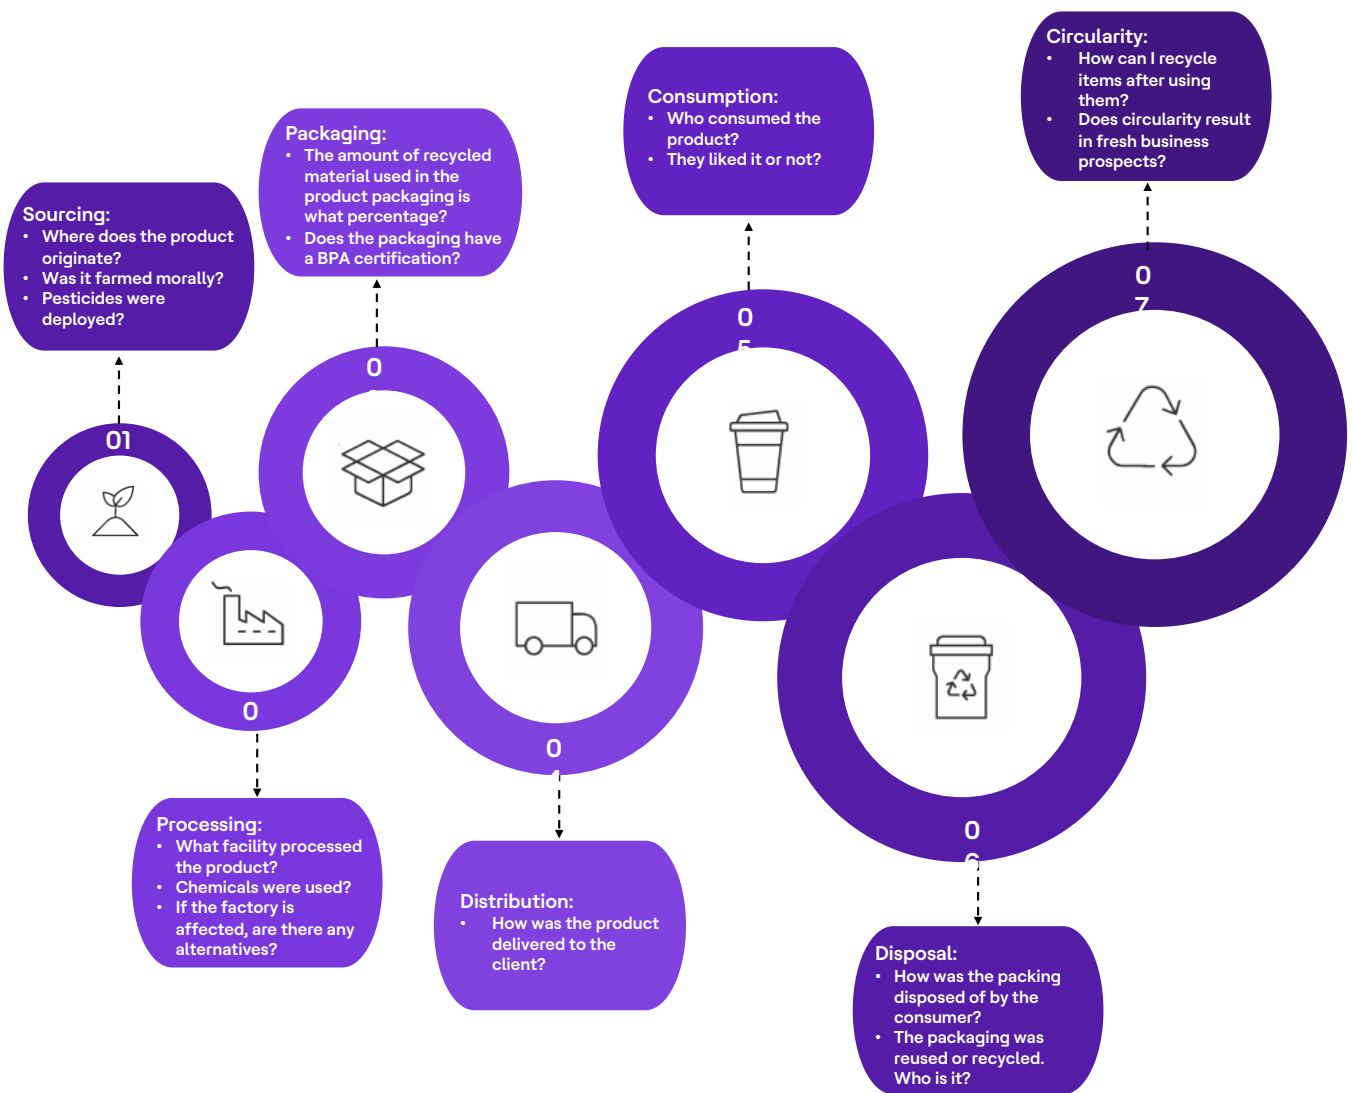 Sourcing:
• Where does the product
originate?
• Was it farmed morally?
• Pesticides were
deployed?
01
Processing:
• What facility processed
the product?
• Chemicals were used?
• If the factory is
affected, are there any
alternatives?
0
Packaging:
• The amount of recycled
material used in the
product packaging is
what percentage?
• Does the packaging have
a BPA certification?
0
Distribution:
• How was the product
delivered to the
client?
0
Consumption:
• Who consumed the
product?
• They liked it or not?
0
5
Disposal:
• How was the packing
disposed of by the
consumer?
• The packaging was
reused or recycled.
Who is it?
0
6
Circularity:
• How can I recycle
items after using
them?
• Does circularity result
in fresh business
prospects?
0
7